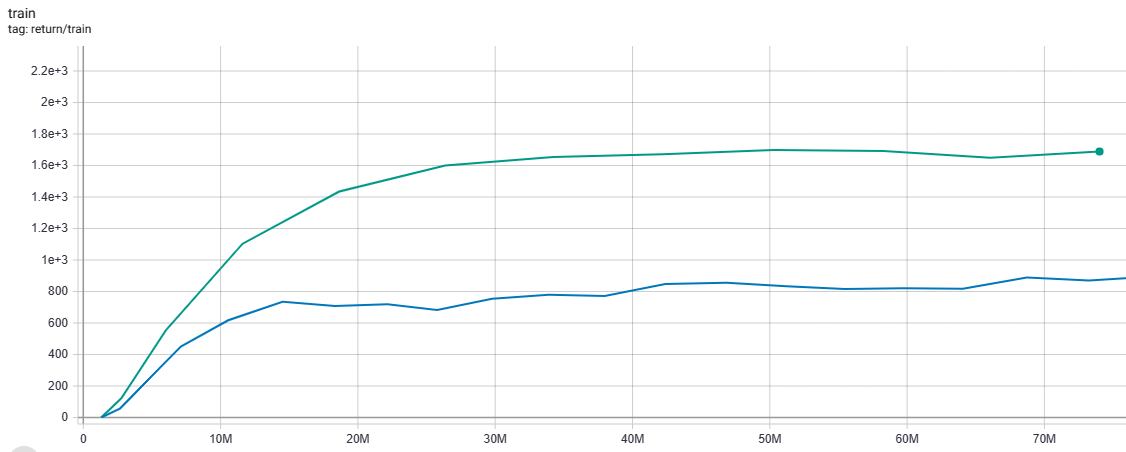 train
tag: return/train
2.2e+3
2e+3
1.8e+3
1.6e+3
1.4e+3
1.2e+3
1e+3
800
600
400
200
0
0 10M 20M 30M 40M 50M 60M 70M